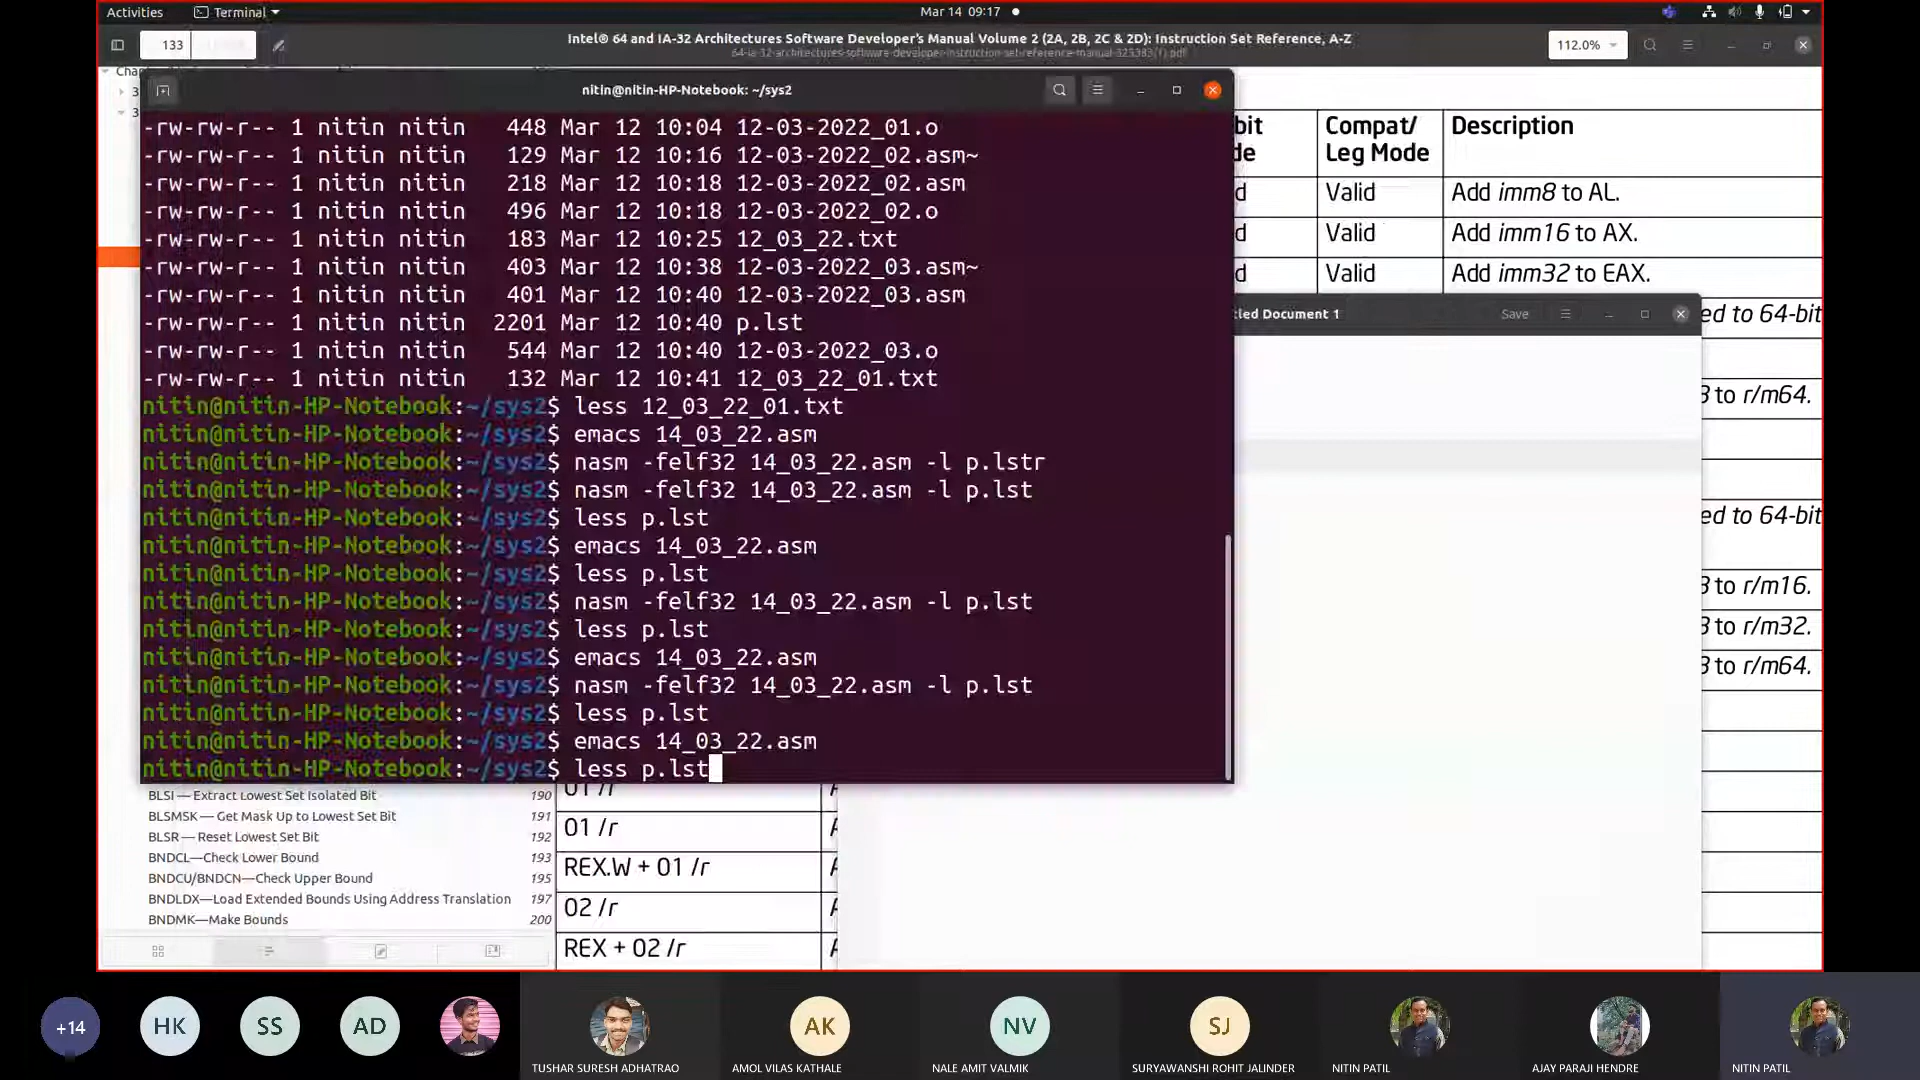 Activities
Terminal
Mar 14 09:17
133
Intel® 64 and IA-32 Architectures Software Developer's Manual Volume 2 (2A, 2B, 2C & 2D): Instruction Set Reference, A-Z
112.0%
nitin@nitin-HP-Notebook: ~/sys2
-rw-rw-r-- 1 nitin nitin 448 Mar 12 10:04 12-03-2022_01.o
-rw-rw-r-- 1 nitin nitin 129 Mar 12 10:16 12-03-2022_02.asm~
-rw-rw-r-- 1 nitin nitin 218 Mar 12 10:18 12-03-2022_02.asm
-rw-rw-r-- 1 nitin nitin 496 Mar 12 10:18 12-03-2022_02.o
-rw-rw-r-- 1 nitin nitin 183 Mar 12 10:25 12_03_22.txt
-rw-rw-r-- 1 nitin nitin 403 Mar 12 10:38 12-03-2022_03.asm~
-rw-rw-r-- 1 nitin nitin 401 Mar 12 10:40 12-03-2022_03.asm
-rw-rw-r-- 1 nitin nitin 2201 Mar 12 10:40 p.lst
-rw-rw-r-- 1 nitin nitin 544 Mar 12 10:40 12-03-2022_03.o
-rw-rw-r-- 1 nitin nitin 132 Mar 12 10:41 12_03_22_01.txt
nitin@nitin-HP-Notebook:~/sys2$ less 12_03_22_01.txt
nitin@nitin-HP-Notebook:~/sys2$ emacs 14_03_22.asm
nitin@nitin-HP-Notebook:~/sys2$ nasm -felf32 14_03_22.asm -l p.lstr
nitin@nitin-HP-Notebook:~/sys2$ nasm -felf32 14_03_22.asm -l p.lst
nitin@nitin-HP-Notebook:~/sys2$ less p.lst
nitin@nitin-HP-Notebook:~/sys2$ emacs 14_03_22.asm
nitin@nitin-HP-Notebook:~/sys2$ less p.lst
nitin@nitin-HP-Notebook:~/sys2$ nasm -felf32 14_03_22.asm -l p.lst
nitin@nitin-HP-Notebook:~/sys2$ less p.lst
nitin@nitin-HP-Notebook:~/sys2$ emacs 14_03_22.asm
nitin@nitin-HP-Notebook:~/sys2$ nasm -felf32 14_03_22.asm -l p.lst
nitin@nitin-HP-Notebook:~/sys2$ less p.lst
nitin@nitin-HP-Notebook:~/sys2$ emacs 14_03_22.asm
nitin@nitin-HP-Notebook:~/sys2$ less p.lst
bit Compat/ Description
de Leg Mode
d Valid Add imm8 to AL.
d Valid Add imm16 to AX.
d Valid Add imm32 to EAX.
tled Document 1 Save
ed to 64-bit
to r/m64.
ed to 64-bit
to r/m16.
to r/m32.
to r/m64.
BLSI — Extract Lowest Set Isolated Bit 190
BLSMSK — Get Mask Up to Lowest Set Bit 191
BLSR — Reset Lowest Set Bit 192
BNDCL—Check Lower Bound 193
BNDCU/BNDCN—Check Upper Bound 195
BNDLDX—Load Extended Bounds Using Address Translation 197
BNDMK—Make Bounds 200
01 /r
01 /r
REX.W + 01 /r
02 /r
REX + 02 /r
+14
HK
SS
AD
AK
NV
SJ
TUSHAR SURESH ADHATRAO
AMOL VILAS KATHALE
NALE AMIT VALMIK
SURYAWANSHI ROHIT JALINDER
NITIN PATIL
AJAY PARAJI HENDRE
NITIN PATIL